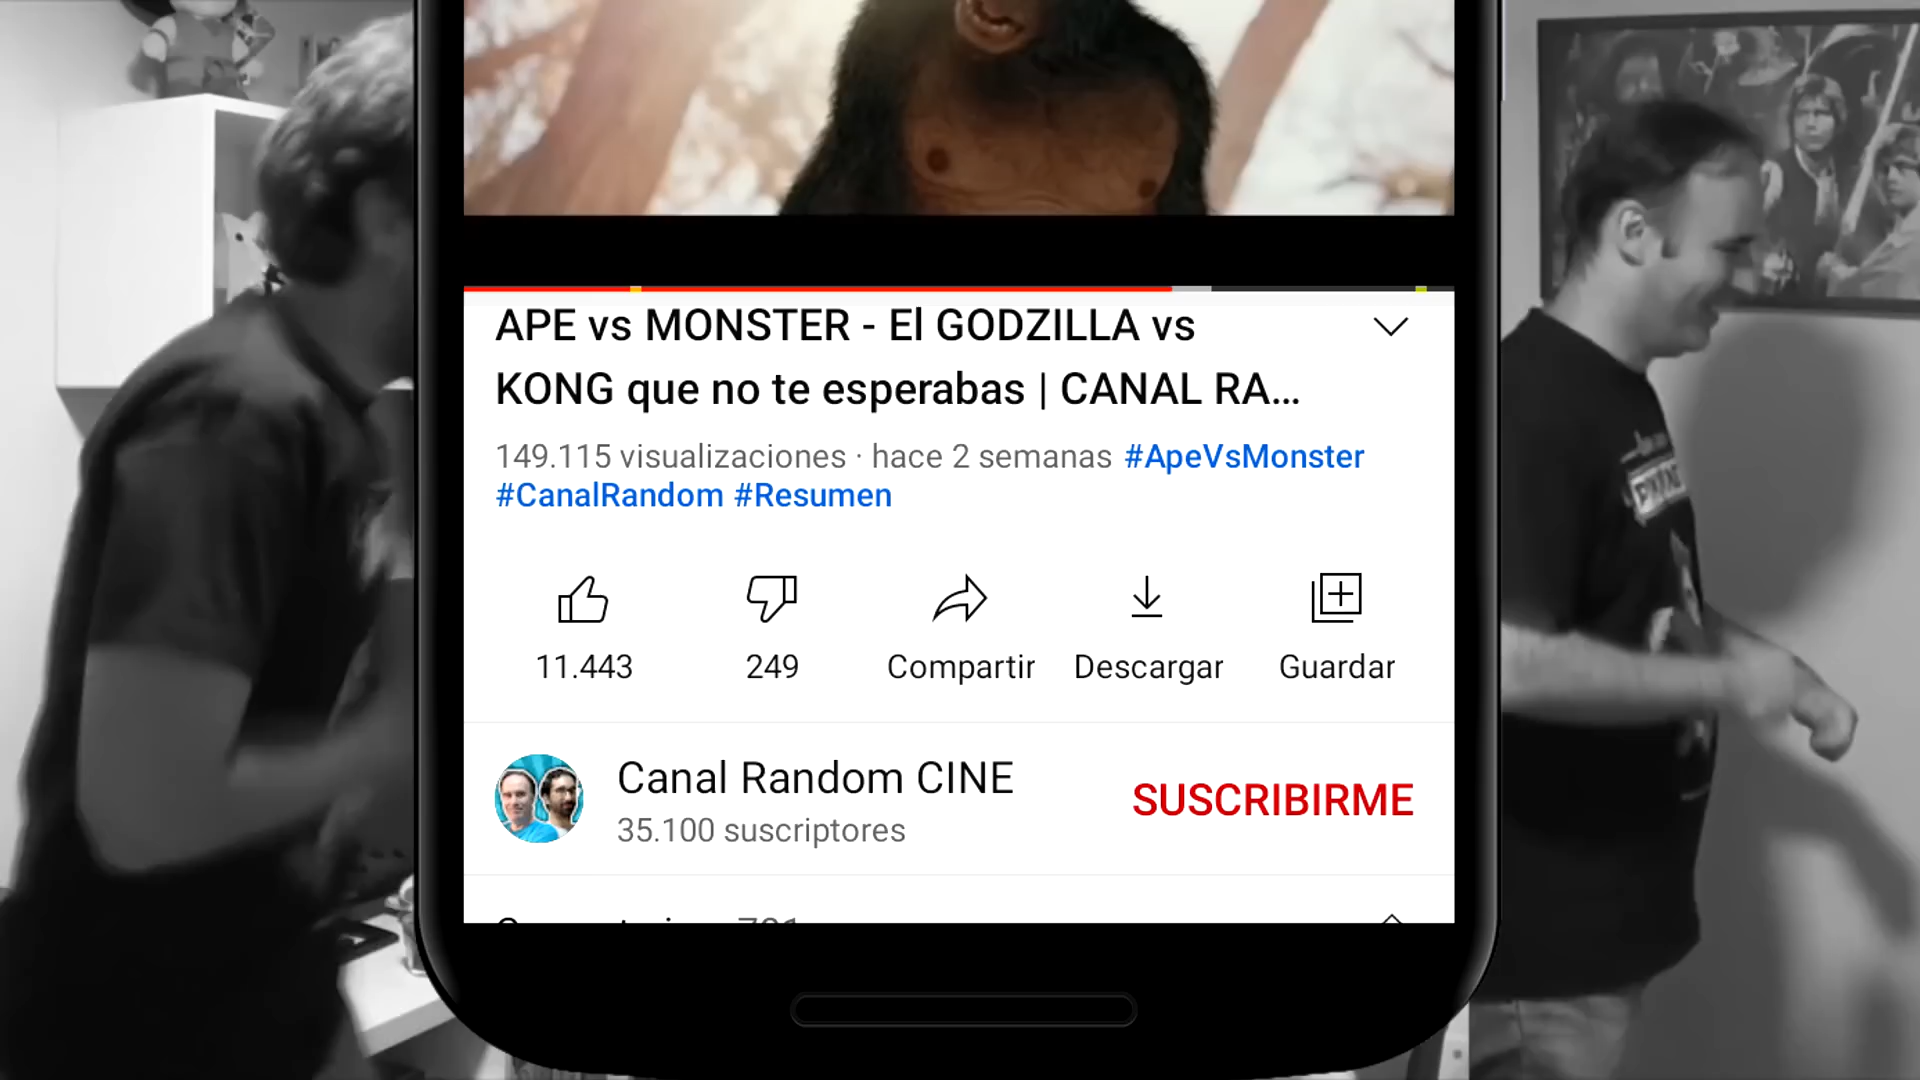 APE vs MONSTER - El GODZILLA vs
KONG que no te esperabas | CANAL RA...
149.115 visualizaciones · hace 2 semanas #ApeVsMonster
#CanalRandom #Resumen
11.443
249
Compartir
Descargar
Guardar
Canal Random CINE
35.100 suscriptores
SUSCRIBIRME